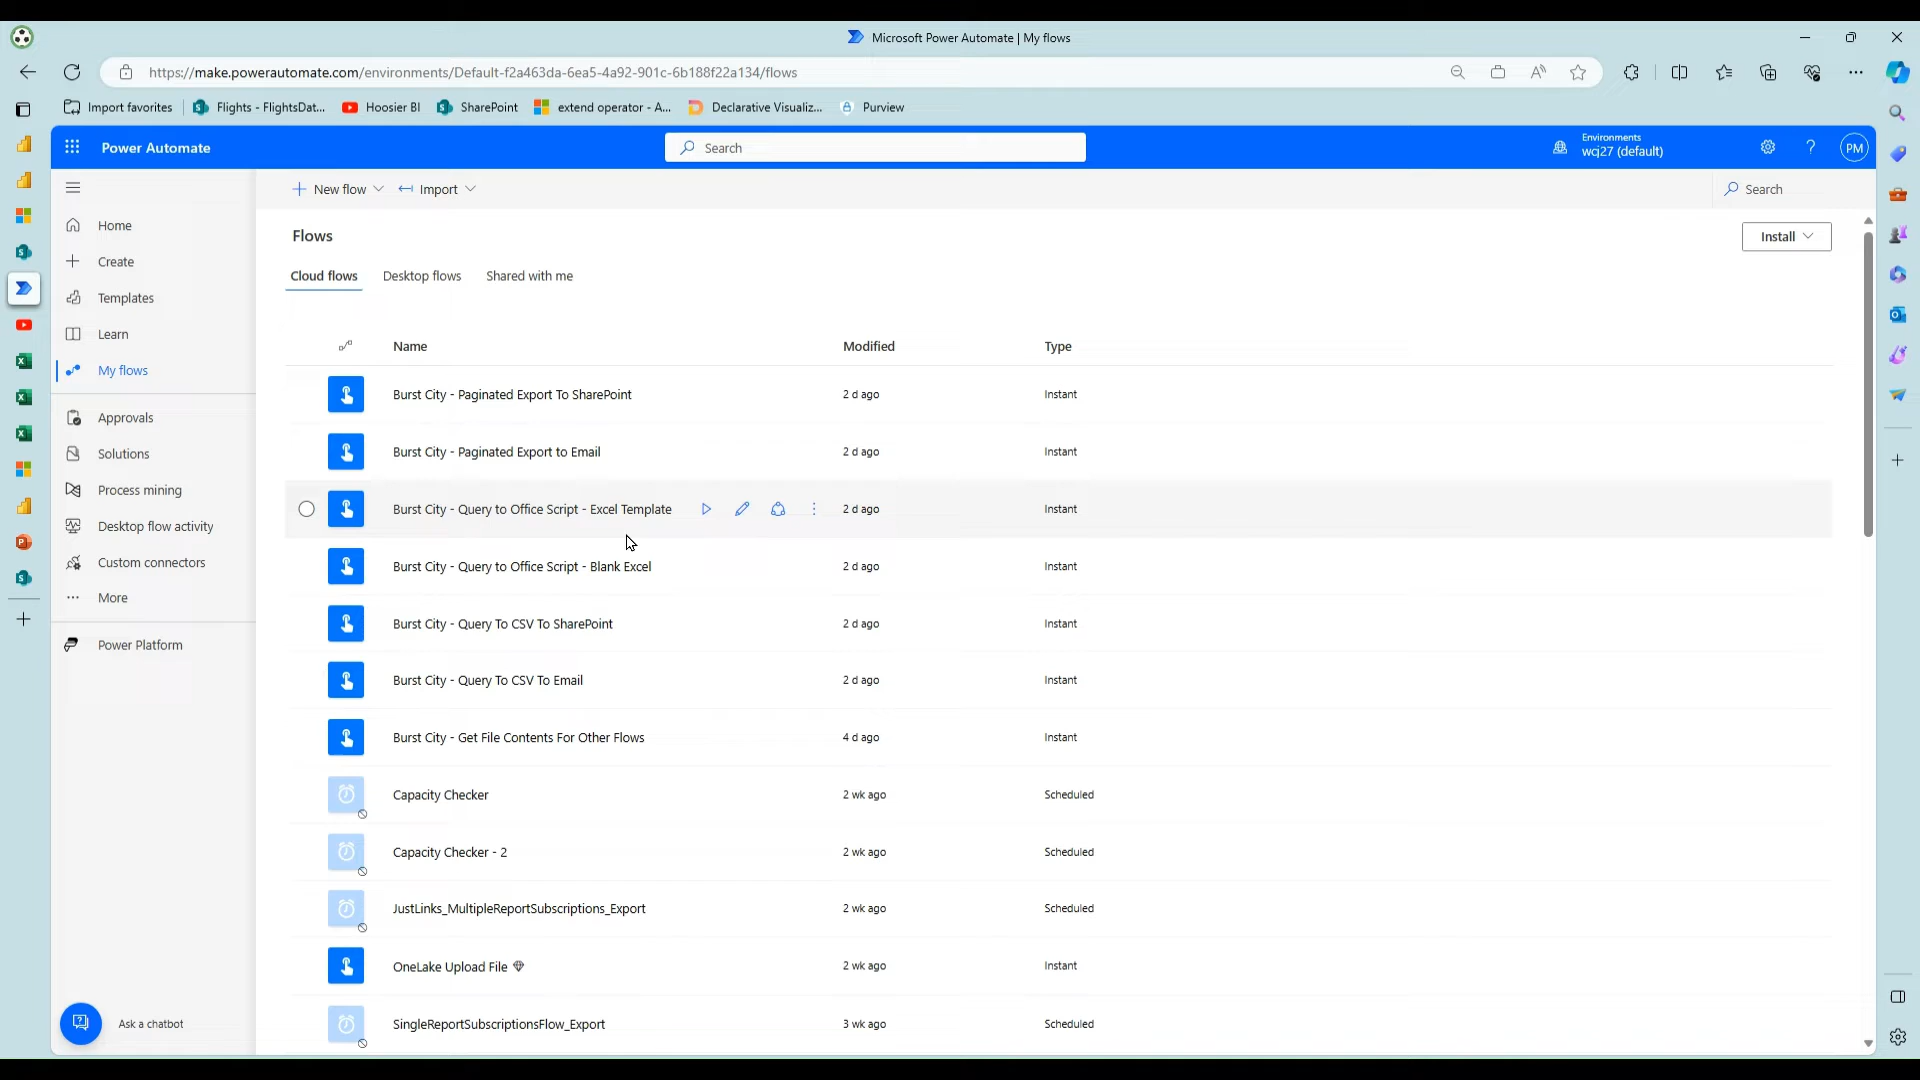 Microsoft Power Automate | My flows
https://make.powerautomate.com/environments/Default-f2a463da-6ea5-4a92-901c-6b188f22a134/flows
Import favorites
Flights - FlightsDat...
Hoosier BI
SharePoint
extend operator - A...
Declarative Visualiz...
Purview
Power Automate
Search
Environments
wcj27 (default)
?
PM
New flow
Import
Search
Home
Create
Templates
Learn
My flows
Approvals
Solutions
Process mining
Desktop flow activity
Custom connectors
More
Power Platform
Ask a chatbot
Flows
Install
Cloud flows
Desktop flows
Shared with me
Name Modified Type
Burst City - Paginated Export To SharePoint 2 d ago Instant
Burst City - Paginated Export to Email 2 d ago Instant
Burst City - Query to Office Script - Excel Template 2 d ago Instant
Burst City - Query to Office Script - Blank Excel 2 d ago Instant
Burst City - Query To CSV To SharePoint 2 d ago Instant
Burst City - Query To CSV To Email 2 d ago Instant
Burst City - Get File Contents For Other Flows 4 d ago Instant
Capacity Checker 2 wk ago Scheduled
Capacity Checker - 2 2 wk ago Scheduled
JustLinks_MultipleReportSubscriptions_Export 2 wk ago Scheduled
OneLake Upload File 2 wk ago Instant
SingleReportSubscriptionsFlow_Export 3 wk ago Scheduled